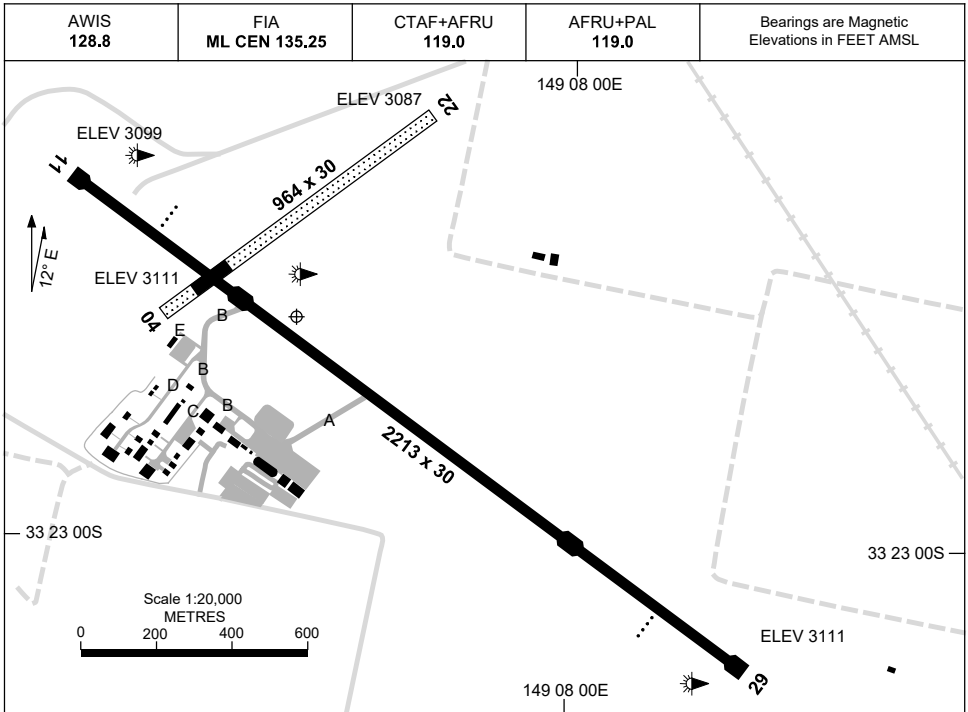 AWIS
128.8
FIA
ML CEN 135.25
CTAF+AFRU
119.0
AFRU+PAL
119.0
Bearings are Magnetic
Elevations in FEET AMSL
149 08 00E
ELEV 3087
22
ELEV 3099
11
964 x 30
12° E
ELEV 3111
04
B
E
B
D
B
C
A
2213 x 30
33 23 00S
33 23 00S
Scale 1:20,000
METRES
0 200 400 600
ELEV 3111
29
149 08 00E